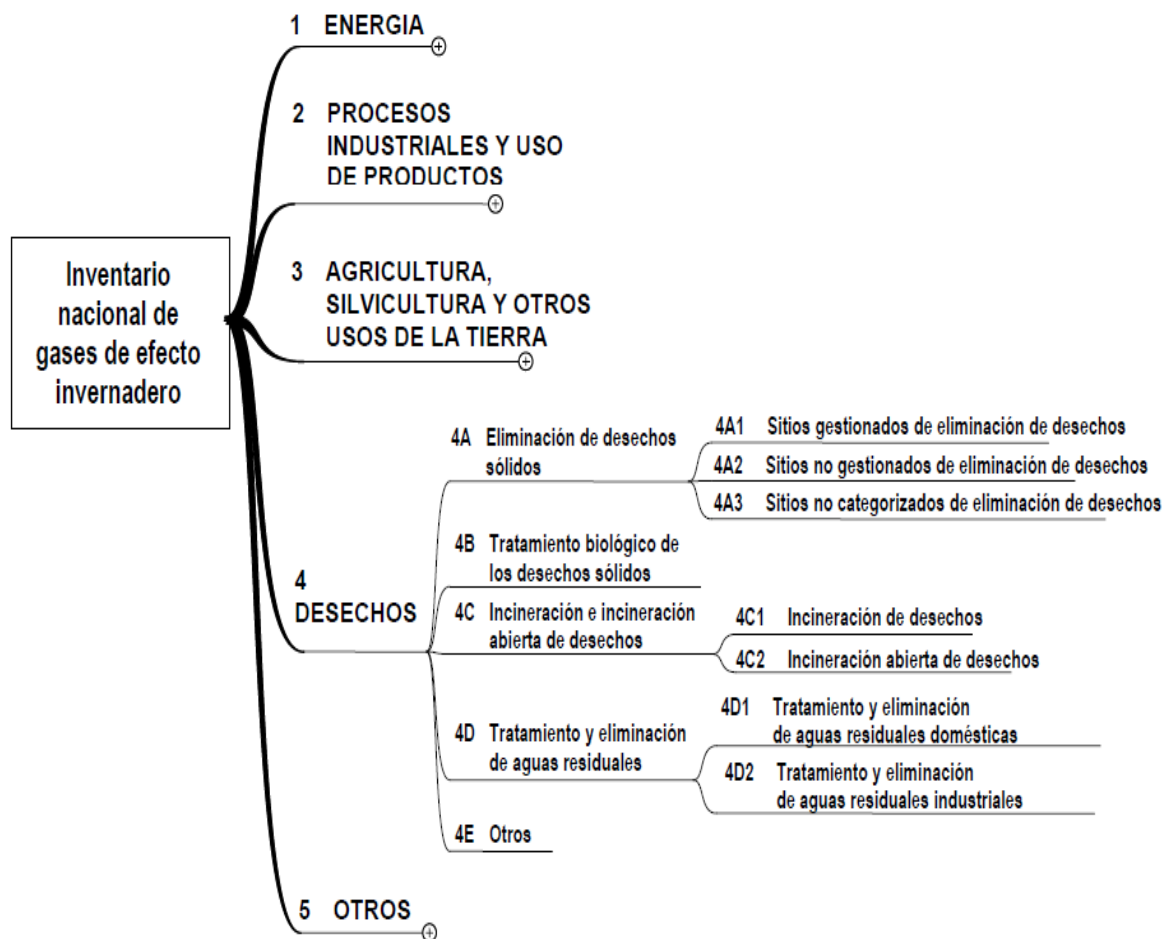 1 ENERGIA
2 PROCESOS
INDUSTRIALES Y USO
DE PRODUCTOS
Inventario
nacional de
gases de efecto
invernadero
3 AGRICULTURA,
SILVICULTURA Y OTROS
USOS DE LA TIERRA
4
DESECHOS
4A Eliminación de desechos
sólidos
4A1 Sitios gestionados de eliminación de desechos
4A2 Sitios no gestionados de eliminación de desechos
4A3 Sitios no categorizados de eliminación de desechos
4B Tratamiento biológico de
los desechos sólidos
4C Incineración e incineración
abierta de desechos
4C1 Incineración de desechos
4C2 Incineración abierta de desechos
4D Tratamiento y eliminación
de aguas residuales
4D1 Tratamiento y eliminación
de aguas residuales domésticas
4D2 Tratamiento y eliminación
de aguas residuales industriales
4E Otros
5 OTROS